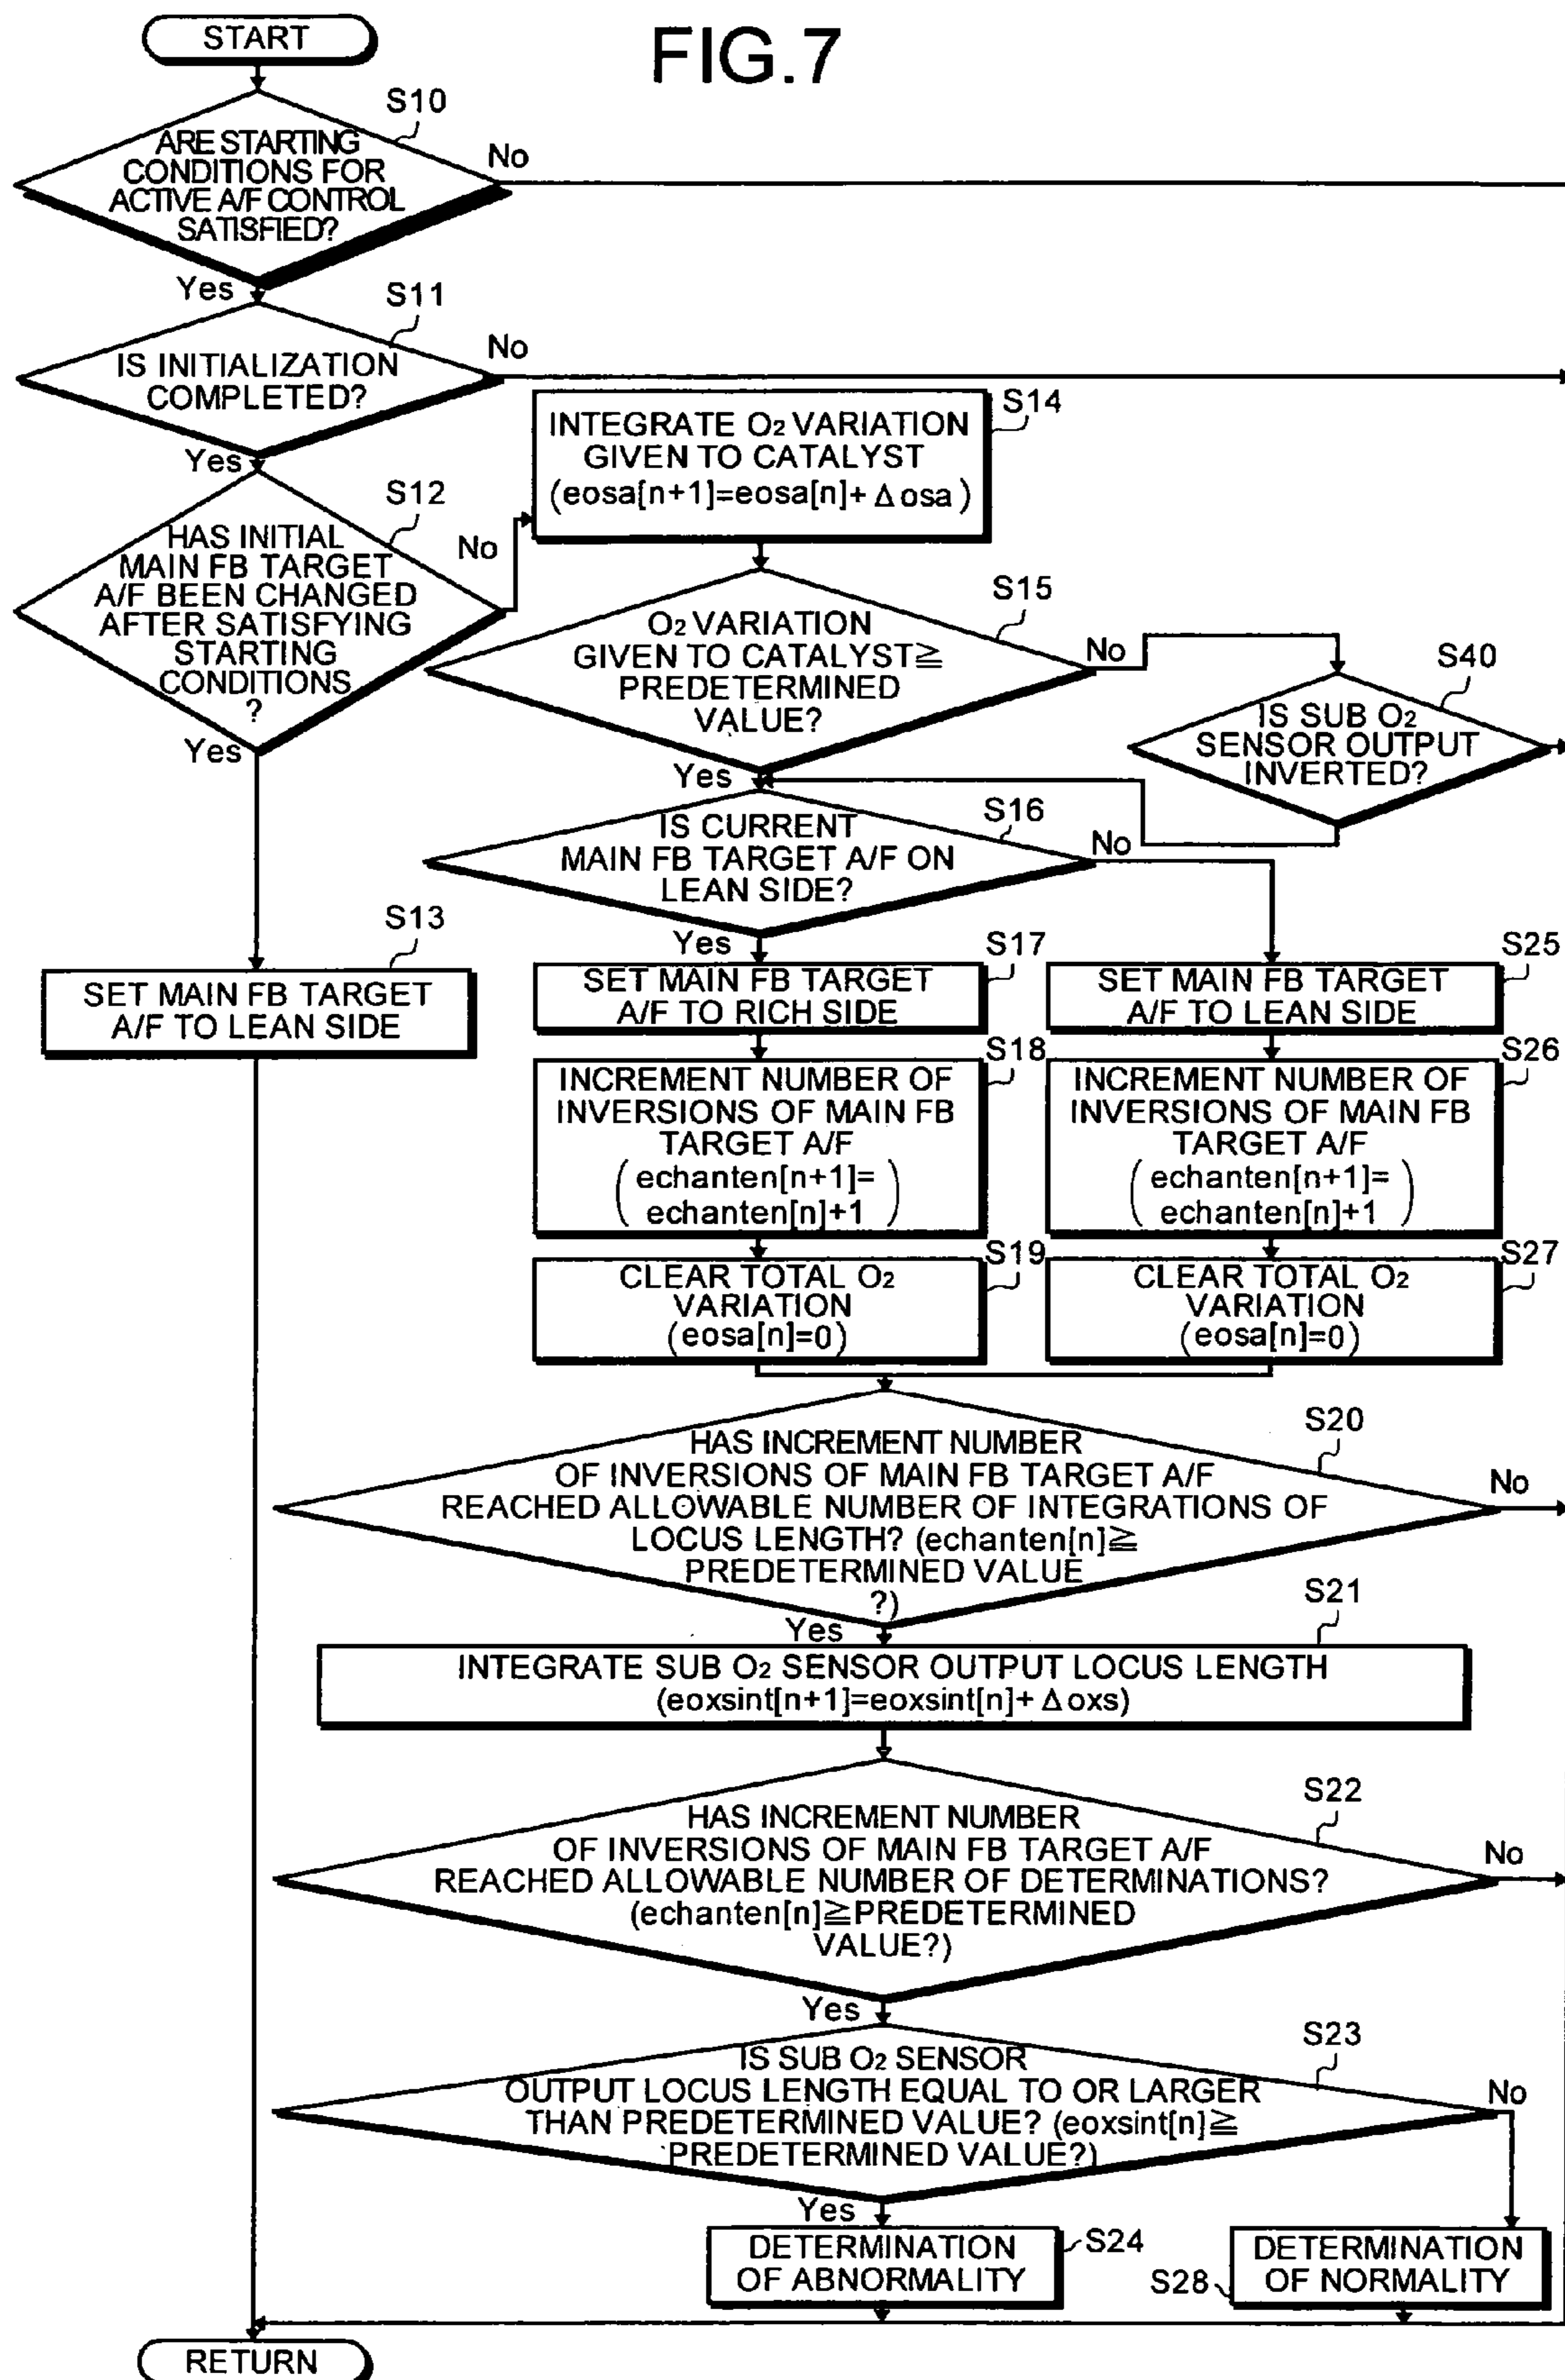 FIG.7
START
S10
ARE STARTING
CONDITIONS FOR
ACTIVE A/F CONTROL
SATISFIED?
No
Yes
S11
IS INITIALIZATION
COMPLETED?
No
Yes
S12
HAS INITIAL
MAIN FB TARGET
A/F BEEN CHANGED
AFTER SATISFYING
STARTING
CONDITIONS
?
No
Yes
S13
SET MAIN FB TARGET
A/F TO LEAN SIDE
S14
INTEGRATE O2 VARIATION
GIVEN TO CATALYST
(eosa[n+1]=eosa[n]+Δosa)
S15
O2 VARIATION
GIVEN TO CATALYST≧
PREDETERMINED
VALUE?
No
Yes
S40
IS SUB O2
SENSOR OUTPUT
INVERTED?
S16
IS CURRENT
MAIN FB TARGET A/F ON
LEAN SIDE?
No
Yes
S17
SET MAIN FB TARGET
A/F TO RICH SIDE
S18
INCREMENT NUMBER OF
INVERSIONS OF MAIN FB
TARGET A/F
(echanten[n+1]=
echanten[n]+1)
S19
CLEAR TOTAL O2
VARIATION
(eosa[n]=0)
S25
SET MAIN FB TARGET
A/F TO LEAN SIDE
S26
INCREMENT NUMBER OF
INVERSIONS OF MAIN FB
TARGET A/F
(echanten[n+1]=
echanten[n]+1)
S27
CLEAR TOTAL O2
VARIATION
(eosa[n]=0)
S20
HAS INCREMENT NUMBER
OF INVERSIONS OF MAIN FB TARGET A/F
REACHED ALLOWABLE NUMBER OF INTEGRATIONS OF
LOCUS LENGTH? (echanten[n]≧
PREDETERMINED VALUE
?)
No
Yes
S21
INTEGRATE SUB O2 SENSOR OUTPUT LOCUS LENGTH
(eoxsint[n+1]=eoxsint[n]+Δoxs)
S22
HAS INCREMENT NUMBER
OF INVERSIONS OF MAIN FB TARGET A/F
REACHED ALLOWABLE NUMBER OF DETERMINATIONS?
(echanten[n]≧PREDETERMINED
VALUE?)
No
Yes
S23
IS SUB O2 SENSOR
OUTPUT LOCUS LENGTH EQUAL TO OR LARGER
THAN PREDETERMINED VALUE? (eoxsint[n]≧
PREDETERMINED VALUE?)
No
Yes
S24
DETERMINATION
OF ABNORMALITY
S28
DETERMINATION
OF NORMALITY
RETURN